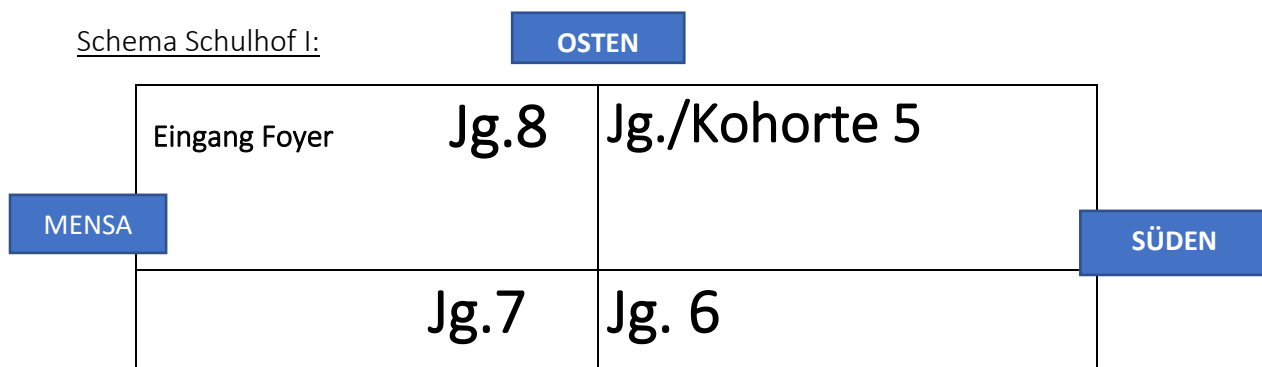 Schema Schulhof I:
OSTEN
Eingang Foyer
Jg.8
Jg./Kohorte 5
MENSA
SÜDEN
Jg.7
Jg. 6